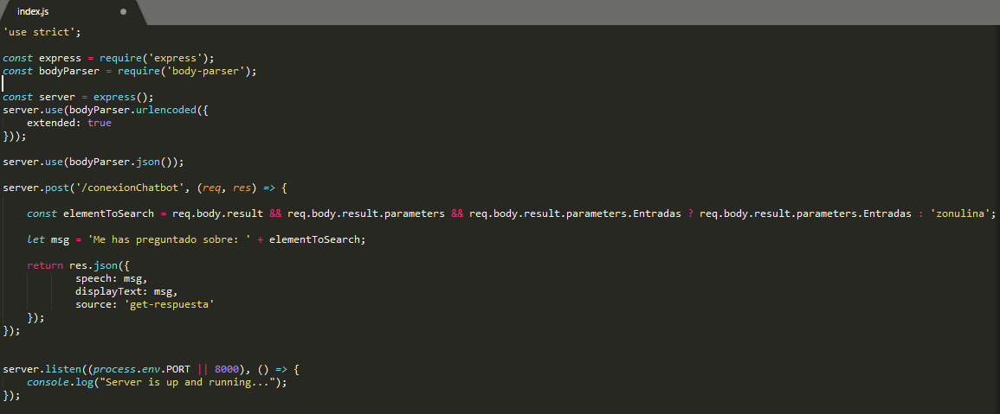 index.js
'use strict';
const express = require('express');
const bodyParser = require('body-parser');
const server = express();
server.use(bodyParser.urlencoded({
    extended: true
}));
server.use(bodyParser.json());
server.post('/conexionChatbot', (req, res) => {
    const elementToSearch = req.body.result && req.body.result.parameters && req.body.result.parameters.Entradas ? req.body.result.parameters.Entradas : 'zonulina';
    let msg = 'Me has preguntado sobre: ' + elementToSearch;
    return res.json({
            speech: msg,
            displayText: msg,
            source: 'get-respuesta'
    });
});
server.listen((process.env.PORT || 8000), () => {
    console.log("Server is up and running...");
});